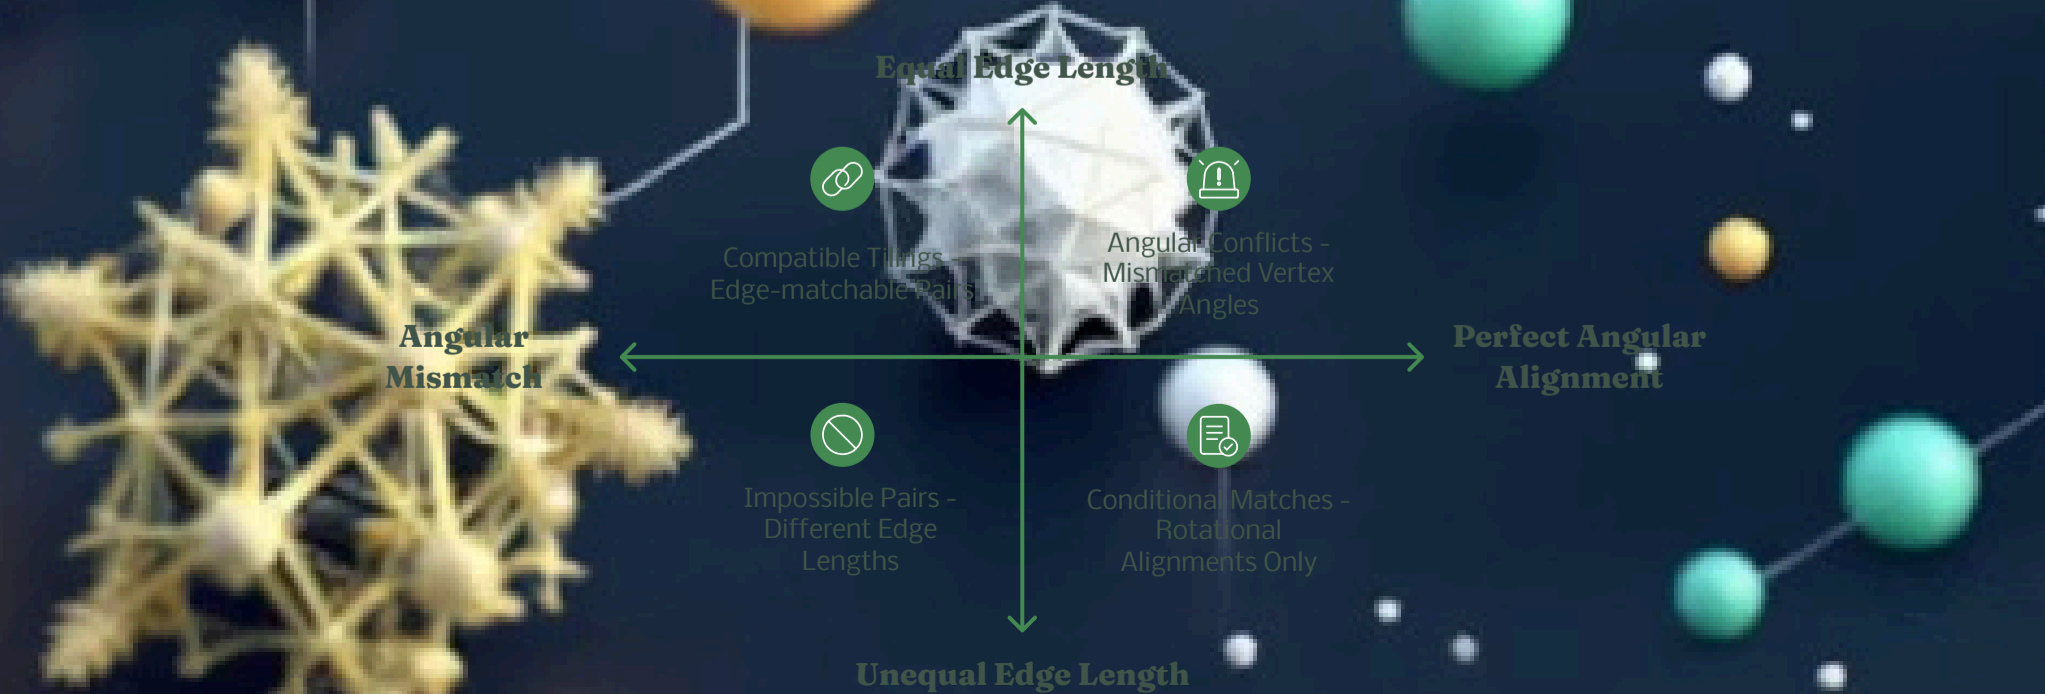 Equal Edge Length
Compatible Tilings -
Edge-matchable Pairs
Angular Conflicts -
Mismatched Vertex
Angles
Angular
Mismatch
Perfect Angular
Alignment
Impossible Pairs -
Different Edge
Lengths
Conditional Matches -
Rotational
Alignments Only
Unequal Edge Length